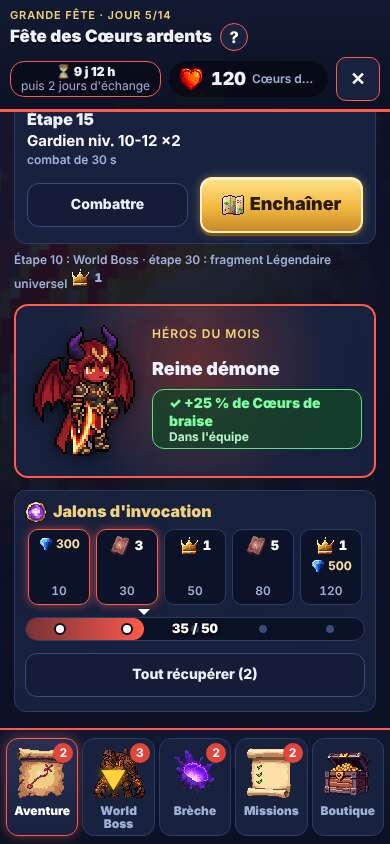 GRANDE FÊTE · JOUR 5/14
Fête des Cœurs ardents ?
⏳ 9 j 12 h
puis 2 jours d'échange
120 Cœurs d...
✕
Étape 15
Gardien niv. 10-12 ×2
combat de 30 s
Combattre
Enchaîner
Étape 10 : World Boss · étape 30 : fragment Légendaire
universel 1
HÉROS DU MOIS
Reine démone
✓ +25 % de Cœurs de
braise
Dans l'équipe
Jalons d'invocation
300
3
1
5
1
500
10
30
50
80
120
35 / 50
Tout récupérer (2)
2
3
2
2
Aventure
World
Boss
Brèche
Missions
Boutique